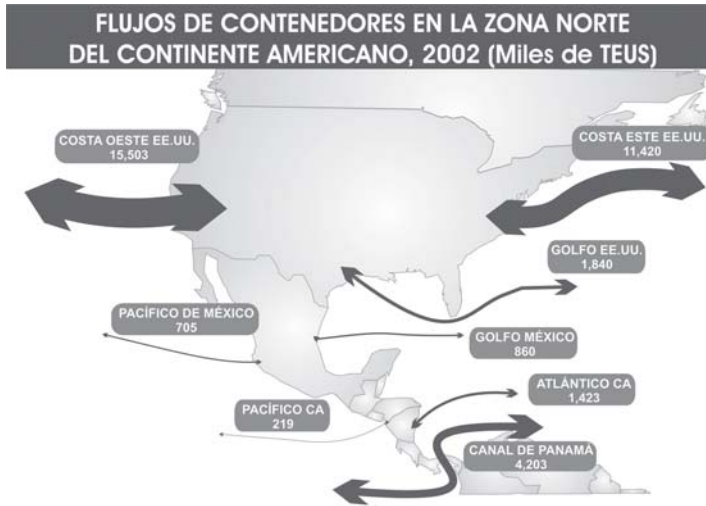 FLUJOS DE CONTENEDORES EN LA ZONA NORTE
DEL CONTINENTE AMERICANO, 2002 (Miles de TEUS)
COSTA OESTE EE.UU.
15,503
COSTA ESTE EE.UU.
11,420
GOLFO EE.UU.
1,840
PACÍFICO DE MÉXICO
705
GOLFO MÉXICO
860
ATLÁNTICO CA
1,423
PACÍFICO CA
219
CANAL DE PANAMÁ
4,203